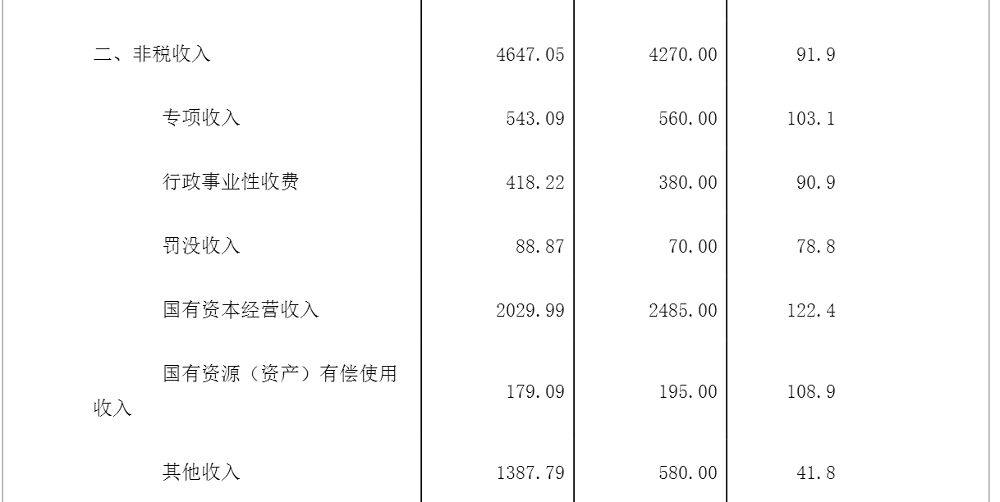 二、非税收入 4647.05 4270.00 91.9
专项收入 543.09 560.00 103.1
行政事业性收费 418.22 380.00 90.9
罚没收入 88.87 70.00 78.8
国有资本经营收入 2029.99 2485.00 122.4
国有资源（资产）有偿使用
收入 179.09 195.00 108.9
其他收入 1387.79 580.00 41.8